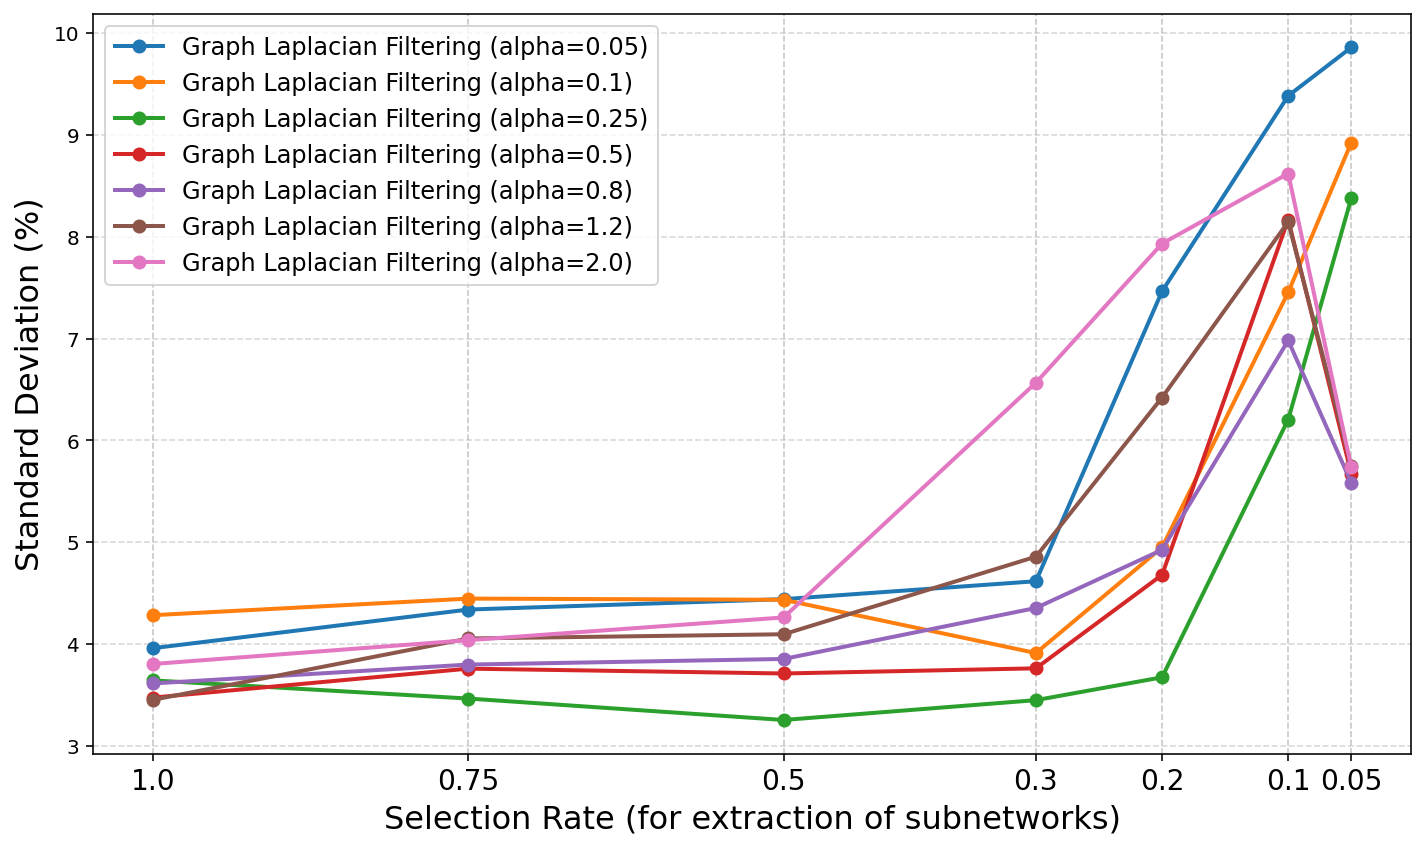 10
9
8
7
6
5
4
3
Standard Deviation (%)
Graph Laplacian Filtering (alpha=0.05)
Graph Laplacian Filtering (alpha=0.1)
Graph Laplacian Filtering (alpha=0.25)
Graph Laplacian Filtering (alpha=0.5)
Graph Laplacian Filtering (alpha=0.8)
Graph Laplacian Filtering (alpha=1.2)
Graph Laplacian Filtering (alpha=2.0)
1.0 0.75 0.5 0.3 0.2 0.1 0.05
Selection Rate (for extraction of subnetworks)